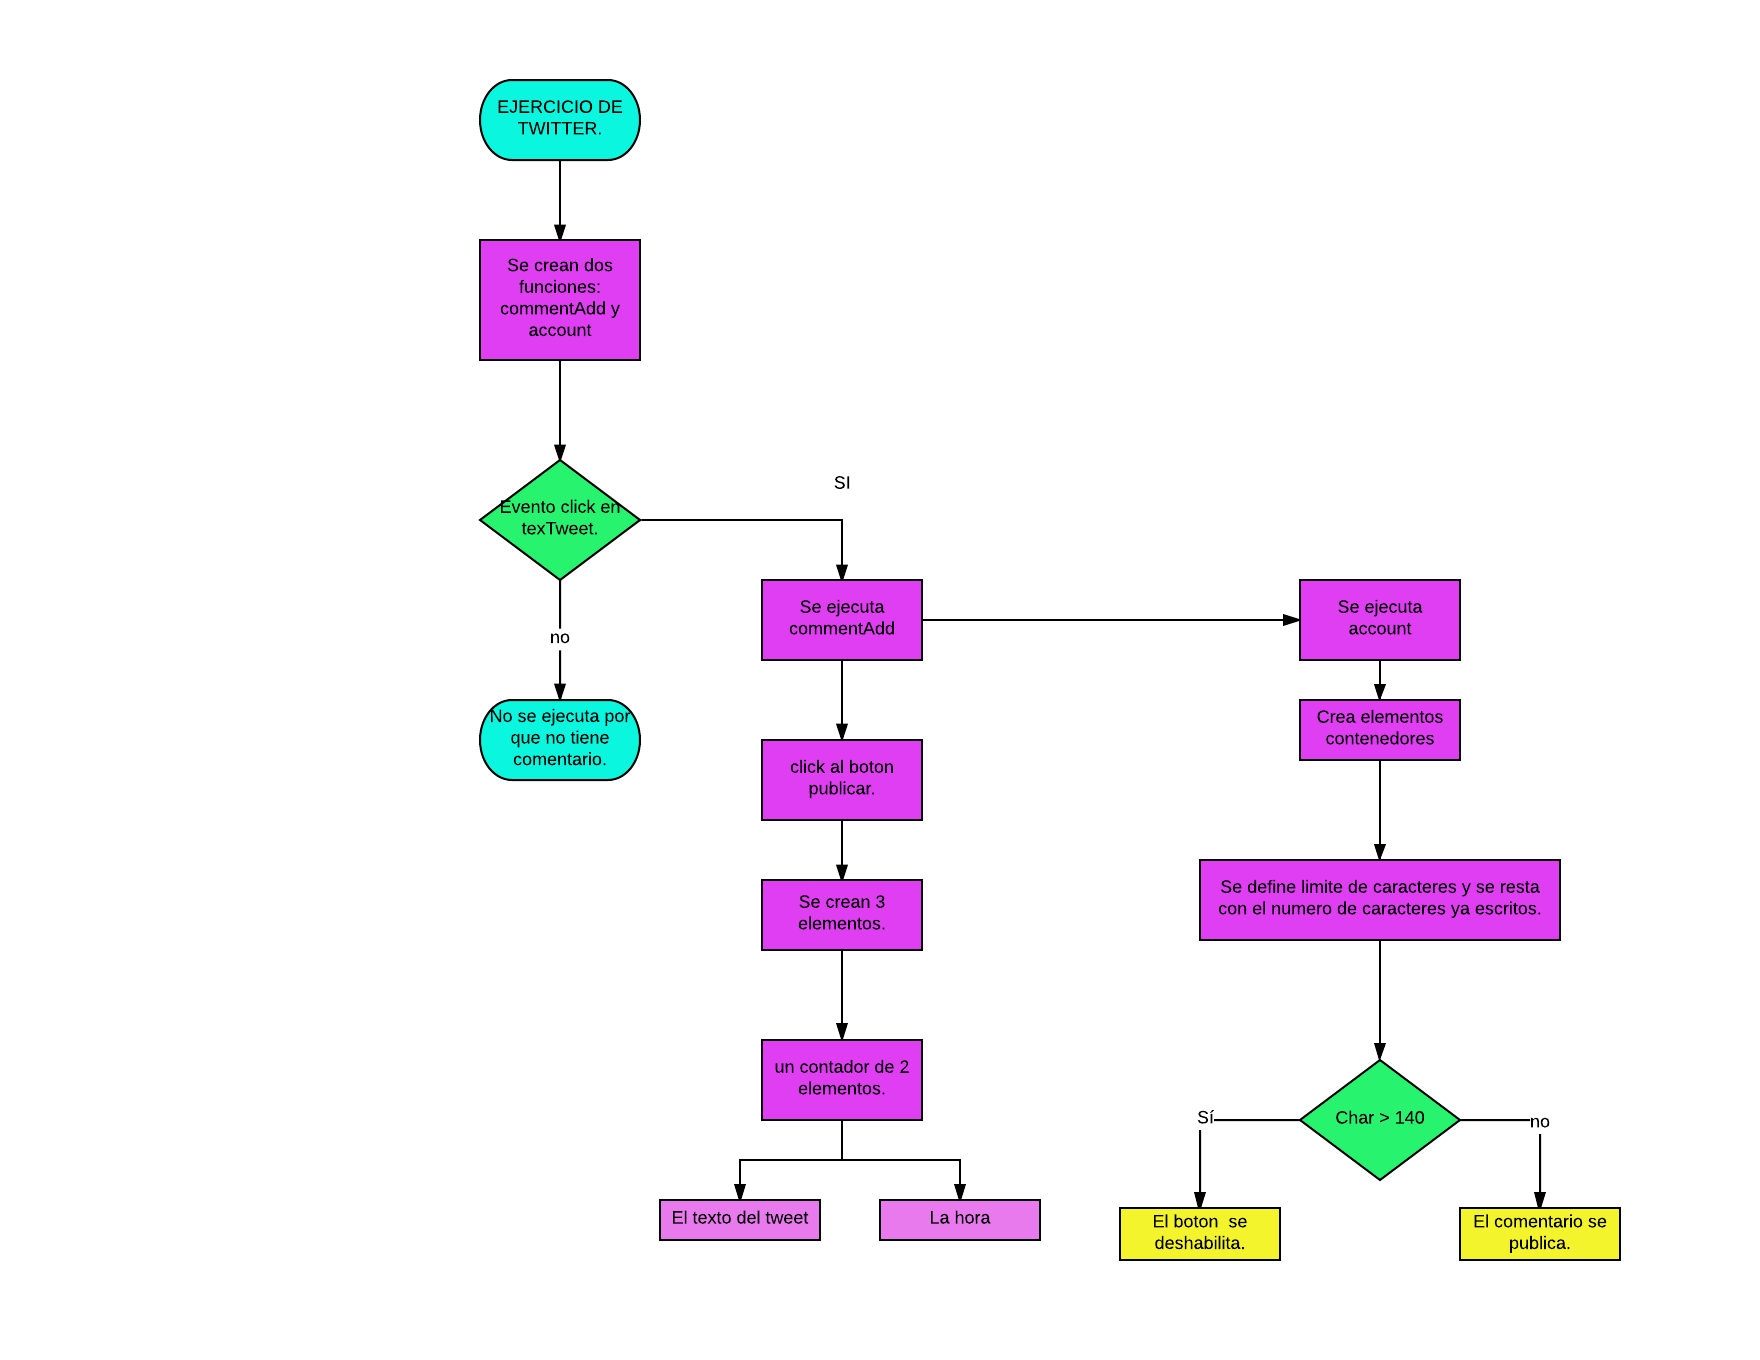 EJERCICIO DE
TWITTER.
Se crean dos
funciones:
commentAdd y
account
Evento click en
texTweet.
SI
no
No se ejecuta por
que no tiene
comentario.
Se ejecuta
commentAdd
click al boton
publicar.
Se crean 3
elementos.
un contador de 2
elementos.
El texto del tweet
La hora
Se ejecuta
account
Crea elementos
contenedores
Se define limite de caracteres y se resta
con el numero de caracteres ya escritos.
Char > 140
Sí
no
El boton  se
deshabilita.
El comentario se
publica.